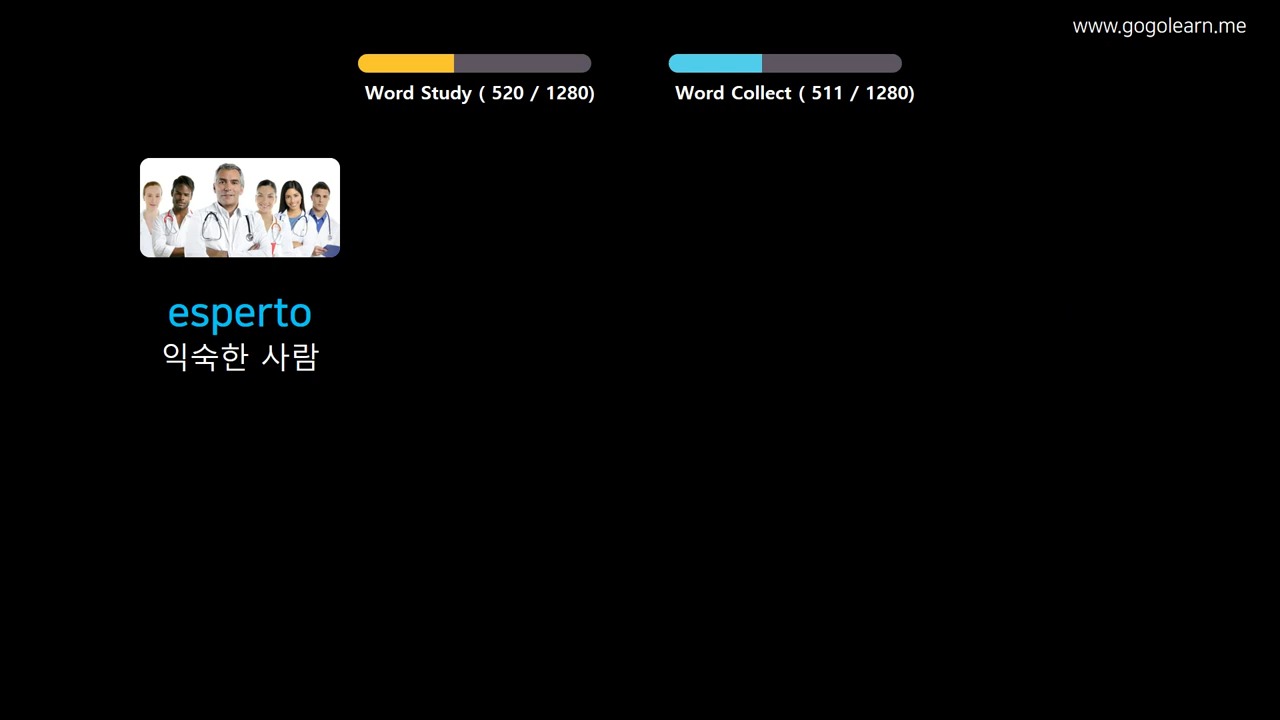 www.gogolearn.me
Word Study ( 520 / 1280)
Word Collect ( 511 / 1280)
esperto
익숙한 사람